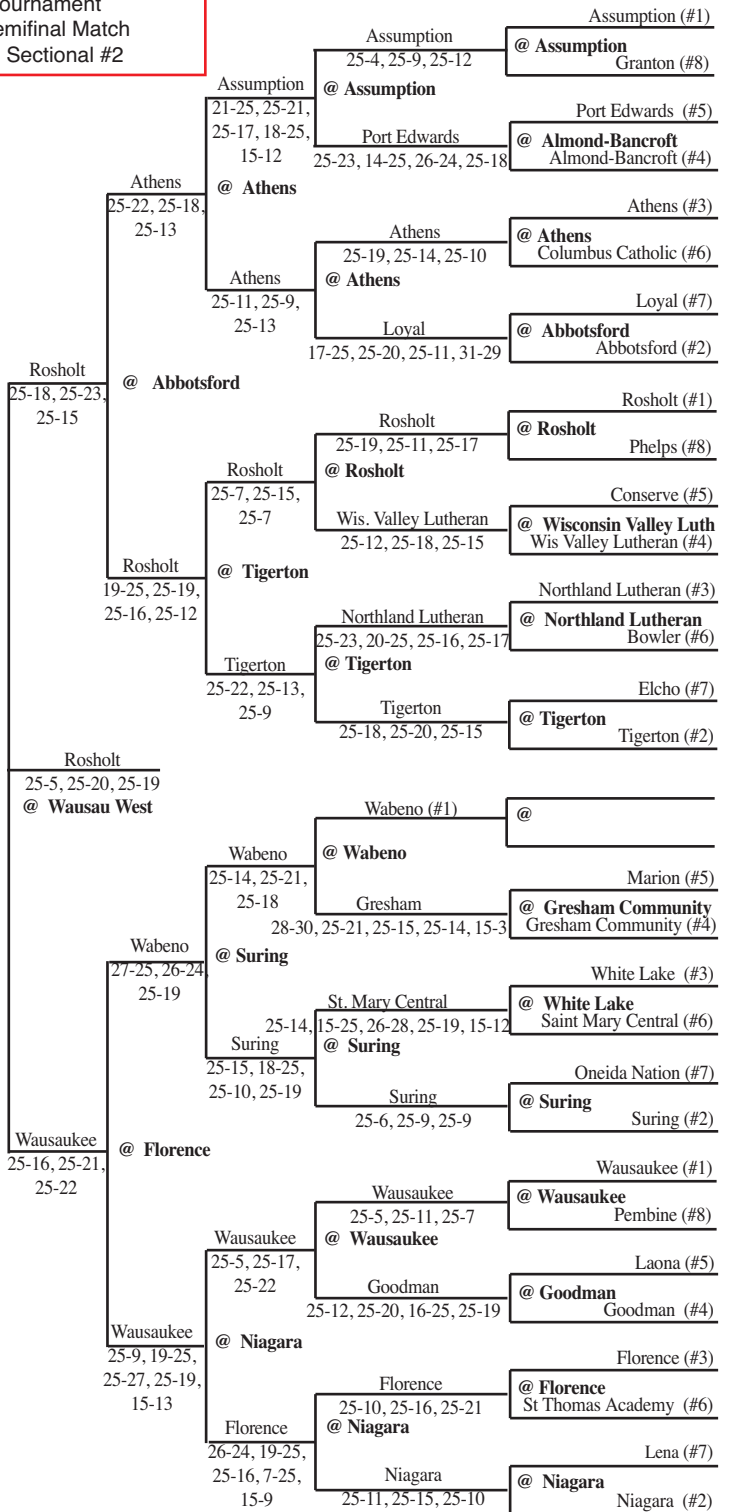 ournament
emifinal Match
Sectional #2
Assumption (#1)
@ Assumption
Granton (#8)
Assumption
25-4, 25-9, 25-12
@ Assumption
Port Edwards (#5)
@ Almond-Bancroft
Almond-Bancroft (#4)
Port Edwards
25-23, 14-25, 26-24, 25-18
Assumption
21-25, 25-21,
25-17, 18-25,
15-12
@ Athens
Athens (#3)
@ Athens
Columbus Catholic (#6)
Athens
25-19, 25-14, 25-10
@ Athens
Loyal (#7)
@ Abbotsford
Abbotsford (#2)
Loyal
17-25, 25-20, 25-11, 31-29
Athens
25-11, 25-9,
25-13
Athens
25-22, 25-18,
25-13
@ Abbotsford
Rosholt
25-18, 25-23,
25-15
Rosholt (#1)
@ Rosholt
Phelps (#8)
Rosholt
25-19, 25-11, 25-17
@ Rosholt
Conserve (#5)
@ Wisconsin Valley Luth
Wis Valley Lutheran (#4)
Wis. Valley Lutheran
25-12, 25-18, 25-15
Rosholt
25-7, 25-15,
25-7
@ Tigerton
Rosholt
19-25, 25-19,
25-16, 25-12
Northland Lutheran (#3)
@ Northland Lutheran
Bowler (#6)
Northland Lutheran
25-23, 20-25, 25-16, 25-17
@ Tigerton
Elcho (#7)
@ Tigerton
Tigerton (#2)
Tigerton
25-18, 25-20, 25-15
Tigerton
25-22, 25-13,
25-9
Rosholt
25-5, 25-20, 25-19
@ Wausau West
Wabeno (#1)
@
@ Wabeno
Marion (#5)
@ Gresham Community
Gresham Community (#4)
Gresham
28-30, 25-21, 25-15, 25-14, 15-3
Wabeno
25-14, 25-21,
25-18
@ Suring
Wabeno
27-25, 26-24
25-19
White Lake (#3)
@ White Lake
Saint Mary Central (#6)
St. Mary Central
25-14, 15-25, 26-28, 25-19, 15-12
@ Suring
Oneida Nation (#7)
@ Suring
Suring (#2)
Suring
25-6, 25-9, 25-9
Suring
25-15, 18-25,
25-10, 25-19
Wausaukee
25-16, 25-21,
25-22
@ Florence
Wausaukee (#1)
@ Wausaukee
Pembine (#8)
Wausaukee
25-5, 25-11, 25-7
@ Wausaukee
Laona (#5)
@ Goodman
Goodman (#4)
Goodman
25-12, 25-20, 16-25, 25-19
Wausaukee
25-5, 25-17,
25-22
@ Niagara
Wausaukee
25-9, 19-25,
25-27, 25-19,
15-13
Florence (#3)
@ Florence
St Thomas Academy (#6)
Florence
25-10, 25-16, 25-21
@ Niagara
Lena (#7)
@ Niagara
Niagara (#2)
Niagara
25-11, 25-15, 25-10
Florence
26-24, 19-25,
25-16, 7-25,
15-9